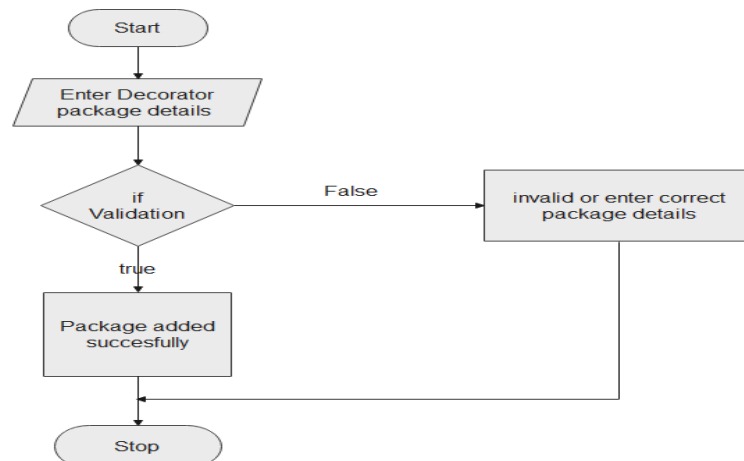 Start
Enter Decorator
package details
if
Validation
False
invalid or enter correct
package details
true
Package added
succesfully
Stop